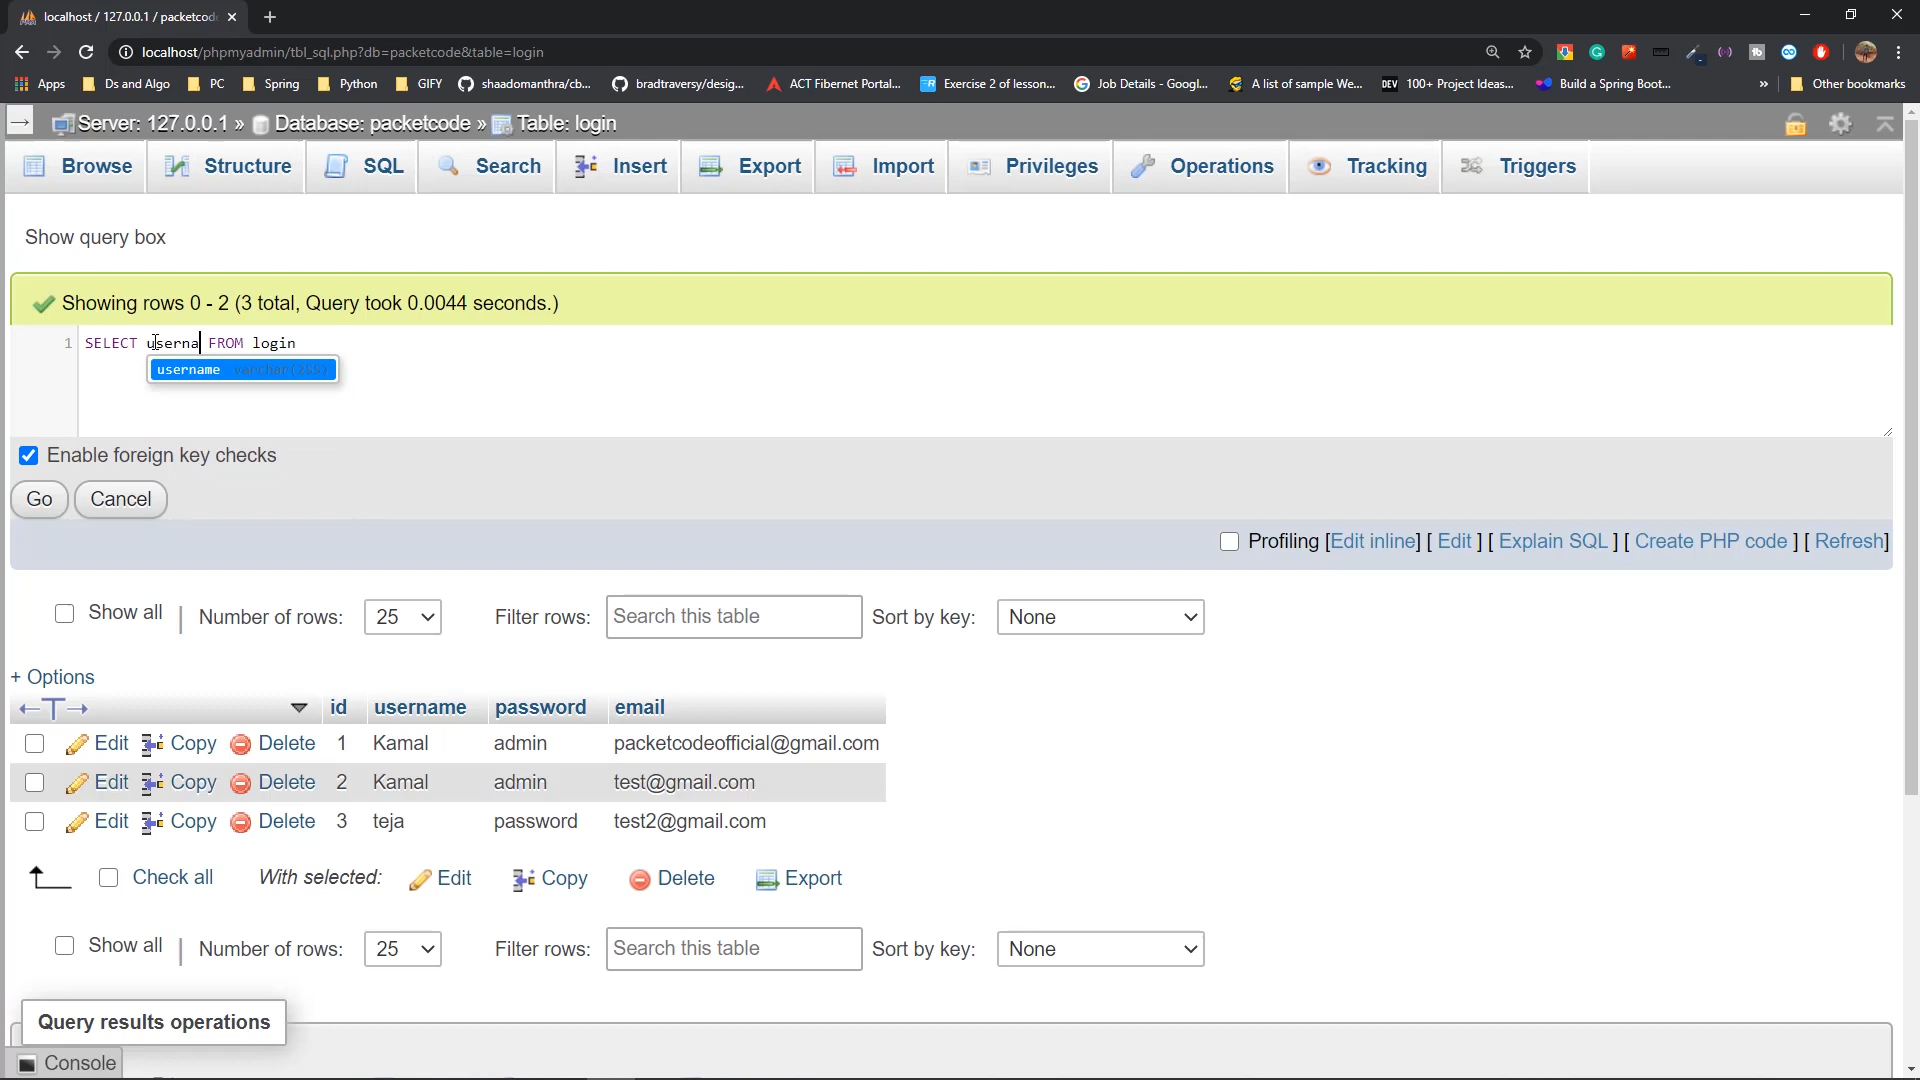 localhost / 127.0.0.1 / packetcod
localhost/phpmyadmin/tbl_sql.php?db=packetcode&table=login
Apps Ds and Algo PC Spring Python GIFY shaadomanthra/cb... bradtraversy/desig... ACT Fibernet Portal... Exercise 2 of lesson... Job Details - Googl... A list of sample We... DEV 100+ Project Ideas... Build a Spring Boot... » Other bookmarks
Server: 127.0.0.1 » Database: packetcode » Table: login
Browse Structure SQL Search Insert Export Import Privileges Operations Tracking Triggers
Show query box
Showing rows 0 - 2 (3 total, Query took 0.0044 seconds.)
1 SELECT userna FROM login
username varchar(255)
Enable foreign key checks
Go Cancel
Profiling [Edit inline] [ Edit ] [ Explain SQL ] [ Create PHP code ] [ Refresh]
Show all | Number of rows: 25 Filter rows: Search this table Sort by key: None
+ Options
←T→ id username password email
Edit Copy Delete 1 Kamal admin packetcodeofficial@gmail.com
Edit Copy Delete 2 Kamal admin test@gmail.com
Edit Copy Delete 3 teja password test2@gmail.com
Check all With selected: Edit Copy Delete Export
Show all | Number of rows: 25 Filter rows: Search this table Sort by key: None
Query results operations
Console